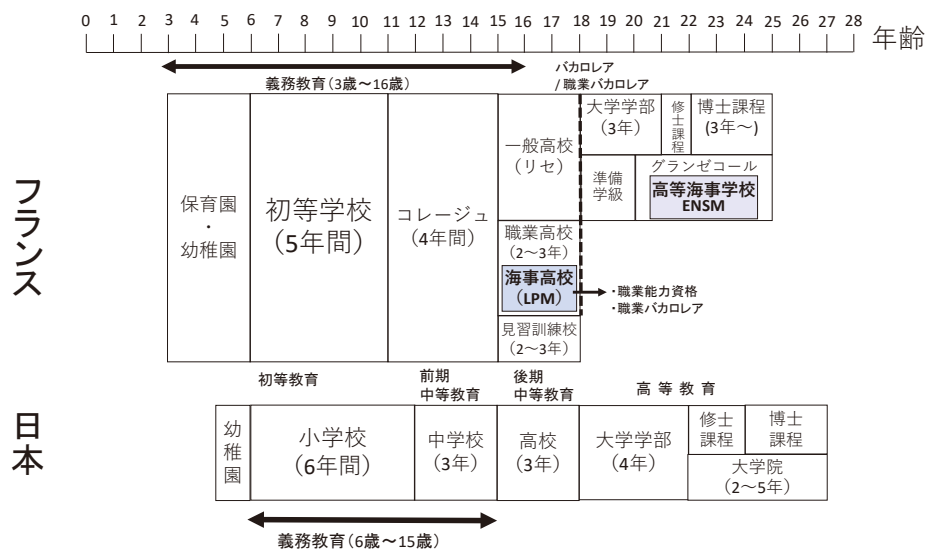 0 1 2 3 4 5 6 7 8 9 10 11 12 13 14 15 16 17 18 19 20 21 22 23 24 25 26 27 28
年齢
義務教育(3歳～16歳)
バカロレア
/職業バカロレア
フランス
保育園
・
幼稚園
初等学校
(5年間)
コレージュ
(4年間)
一般高校
(リセ)
職業高校
(2～3年)
海事高校
(LPM)
見習訓練校
(2～3年)
大学学部
(3年)
修士課程
博士課程
(3年～)
準備
学級
グランゼコール
高等海事学校
ENSM
・職業能力資格
・職業バカロレア
初等教育
前期
中等教育
後期
中等教育
高等教育
日本
幼稚園
小学校
(6年間)
中学校
(3年)
高校
(3年)
大学学部
(4年)
修士
課程
博士
課程
大学院
(2～5年)
義務教育(6歳～15歳)